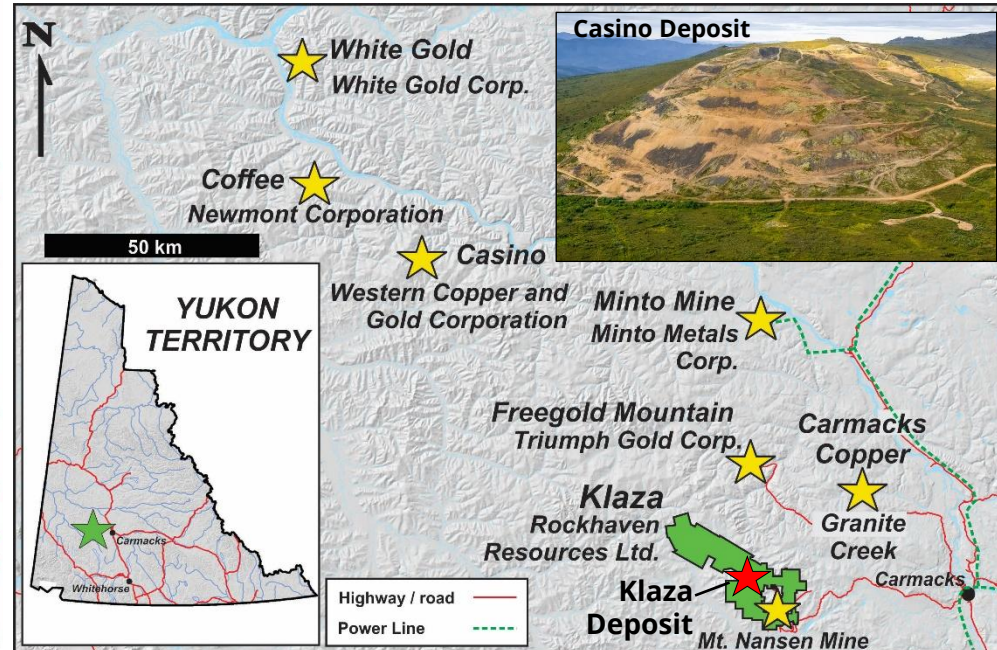 N
White Gold
White Gold Corp.
Casino Deposit
Coffee
Newmont Corporation
50 km
Casino
Western Copper and
Gold Corporation
YUKON
TERRITORY
Carmacks
Whitehorse
Minto Mine
Minto Metals
Corp.
Freegold Mountain
Triumph Gold Corp.
Carmacks
Copper
Granite
Creek
Klaza
Rockhaven
Resources Ltd.
Klaza
Deposit
Mt. Nansen Mine
Carmacks
Highway / road
Power Line